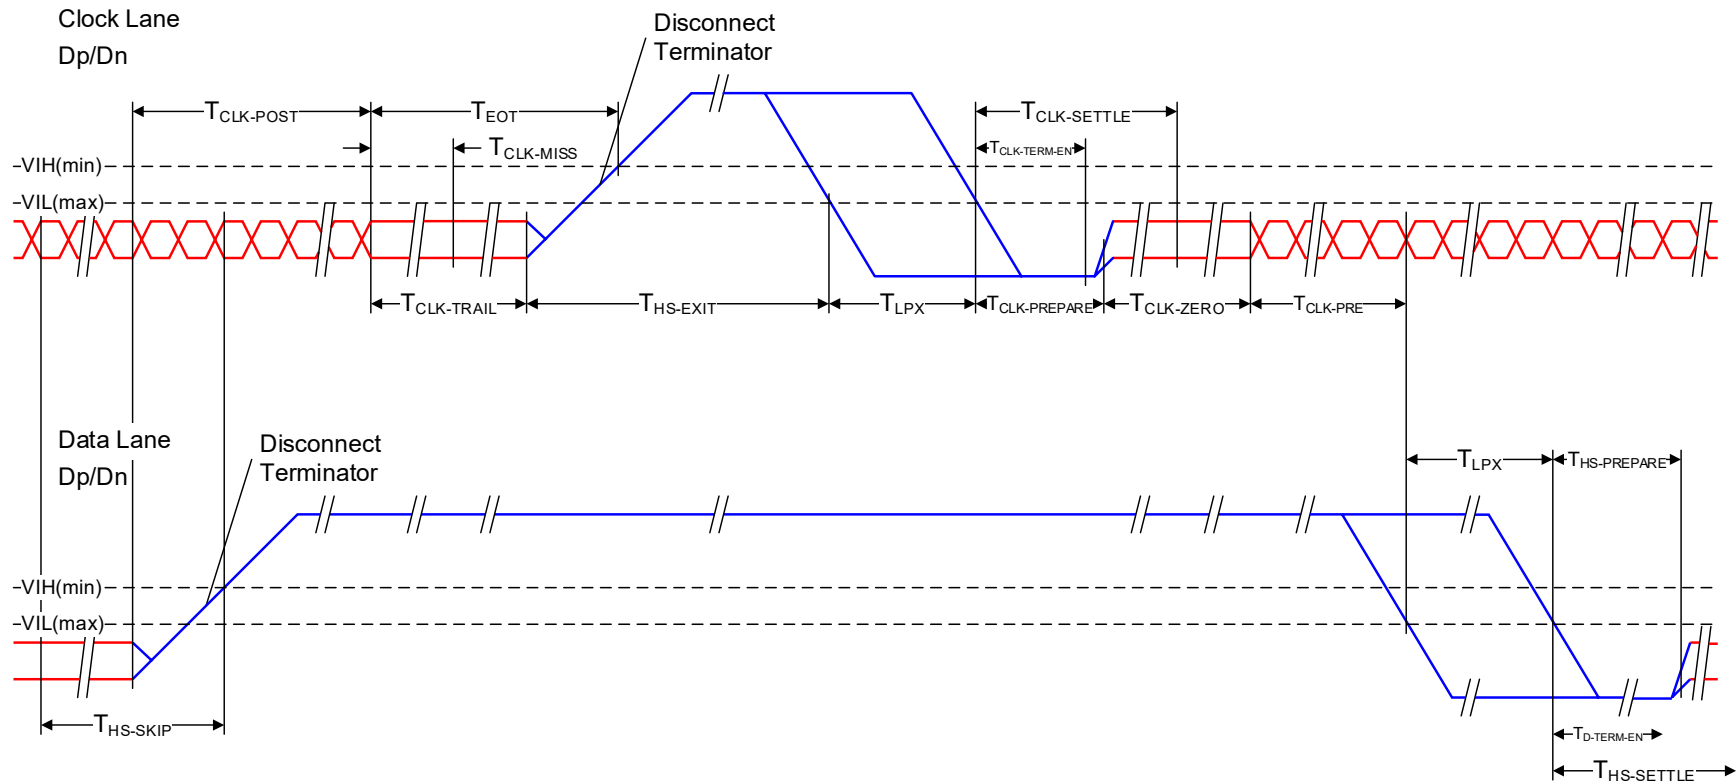 Clock Lane
Dp/Dn
Disconnect
Terminator
TCLK-POST
TEOT
TCLK-SETTLE
TCLK-MISS
TCLK-TERM-EN
VIH(min)
VIL(max)
TCLK-TRAIL
THS-EXIT
TLPX
TCLK-PREPARE
TCLK-ZERO
TCLK-PRE
Data Lane
Dp/Dn
Disconnect
Terminator
TLPX
THS-PREPARE
VIH(min)
VIL(max)
THS-SKIP
TD-TERM-EN
THS-SETTLE